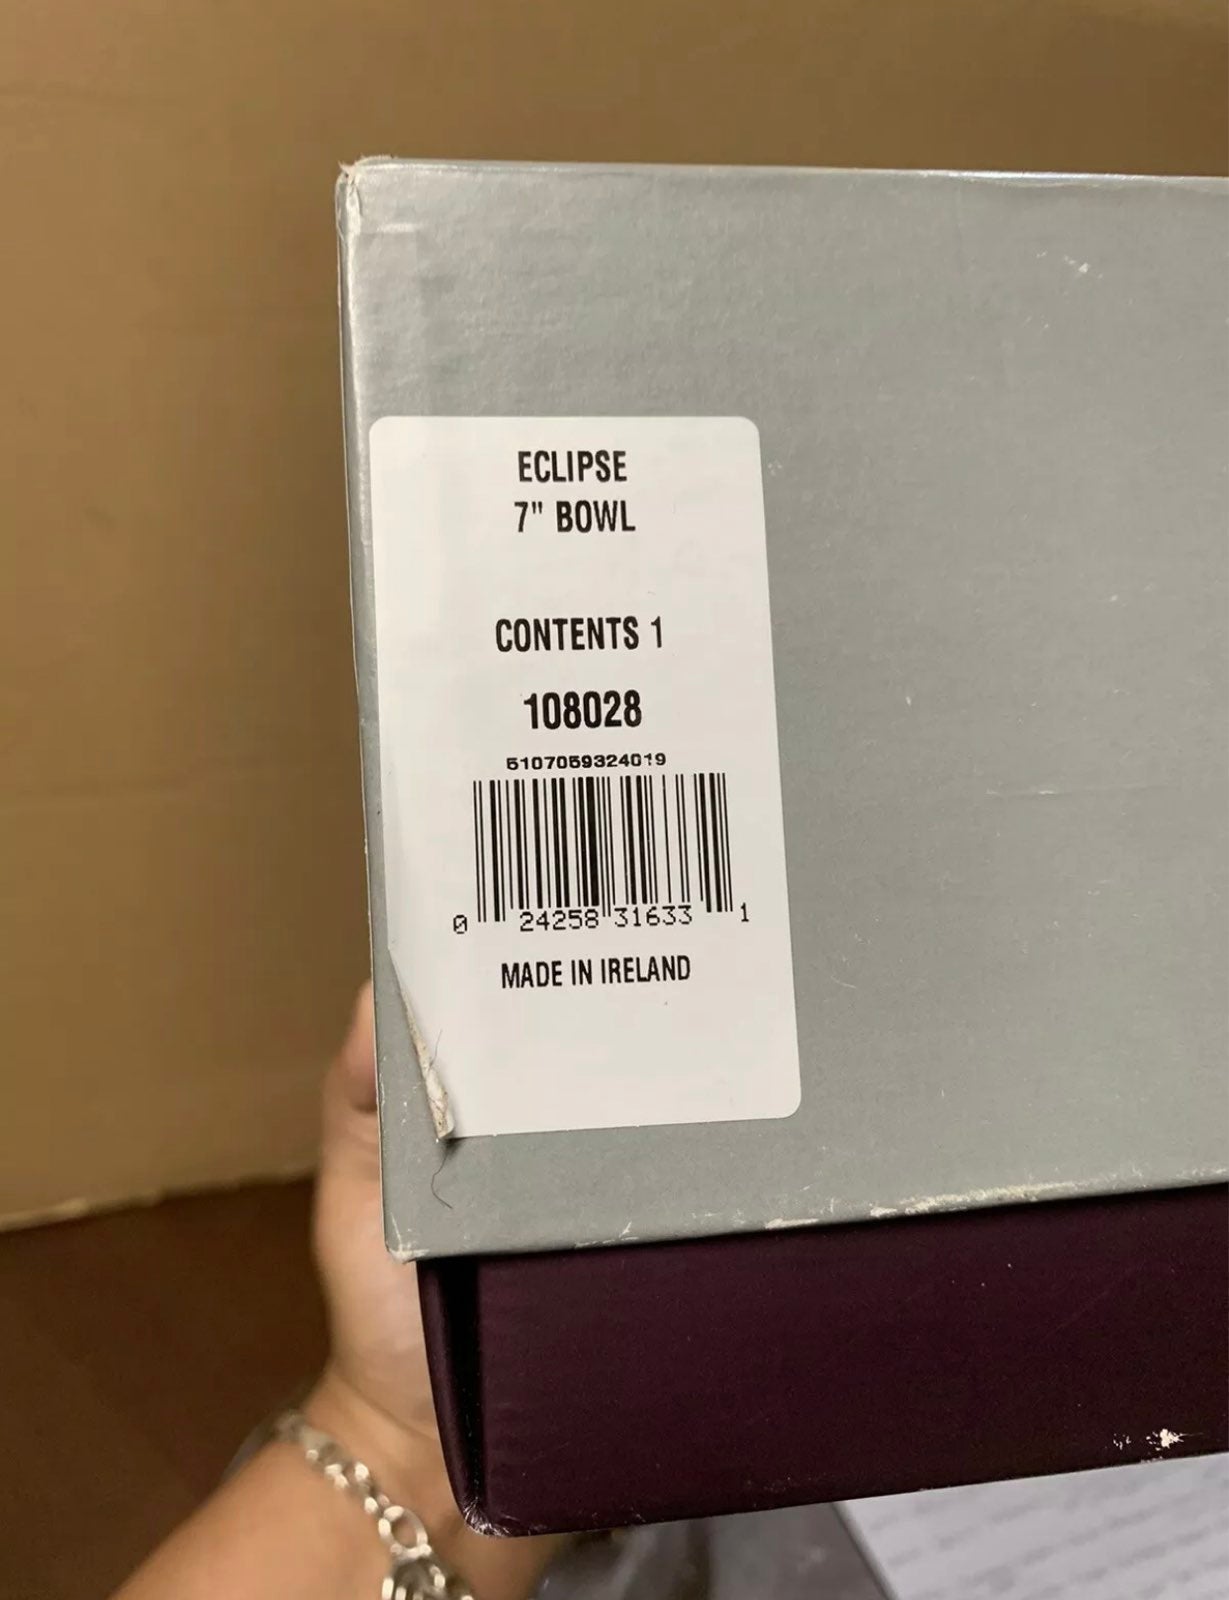 ECLIPSE
7" BOWL
CONTENTS 1
108028
5107059324019
0 24258 31633 1
MADE IN IRELAND